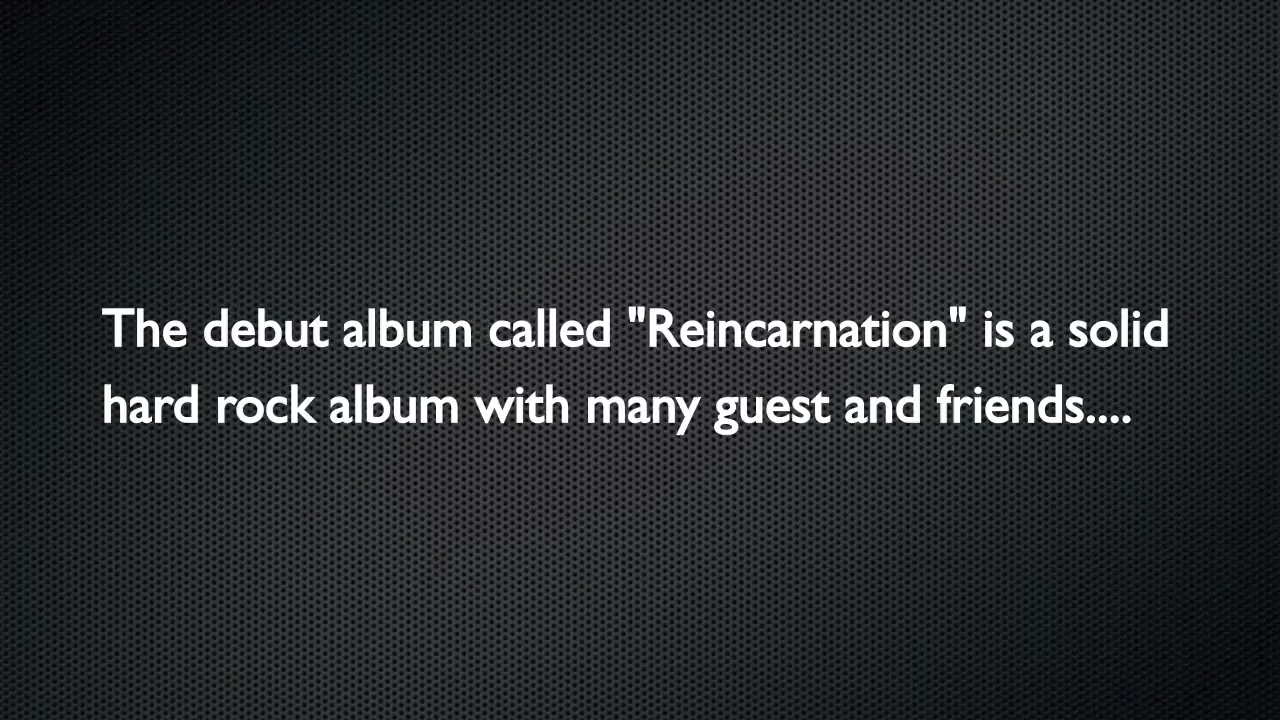 The debut album called "Reincarnation" is a solid
hard rock album with many guest and friends....